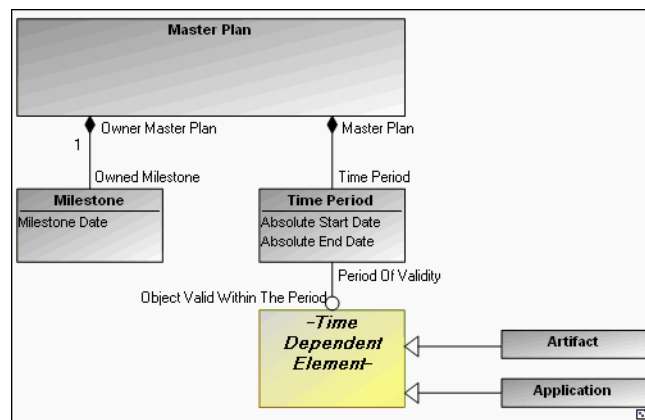 Master Plan
Owner Master Plan
Master Plan
1
Owned Milestone
Time Period
Milestone
Milestone Date
Time Period
Absolute Start Date
Absolute End Date
Period Of Validity
Object Valid Within The Period
-Time
Dependent
Element-
Artifact
Application